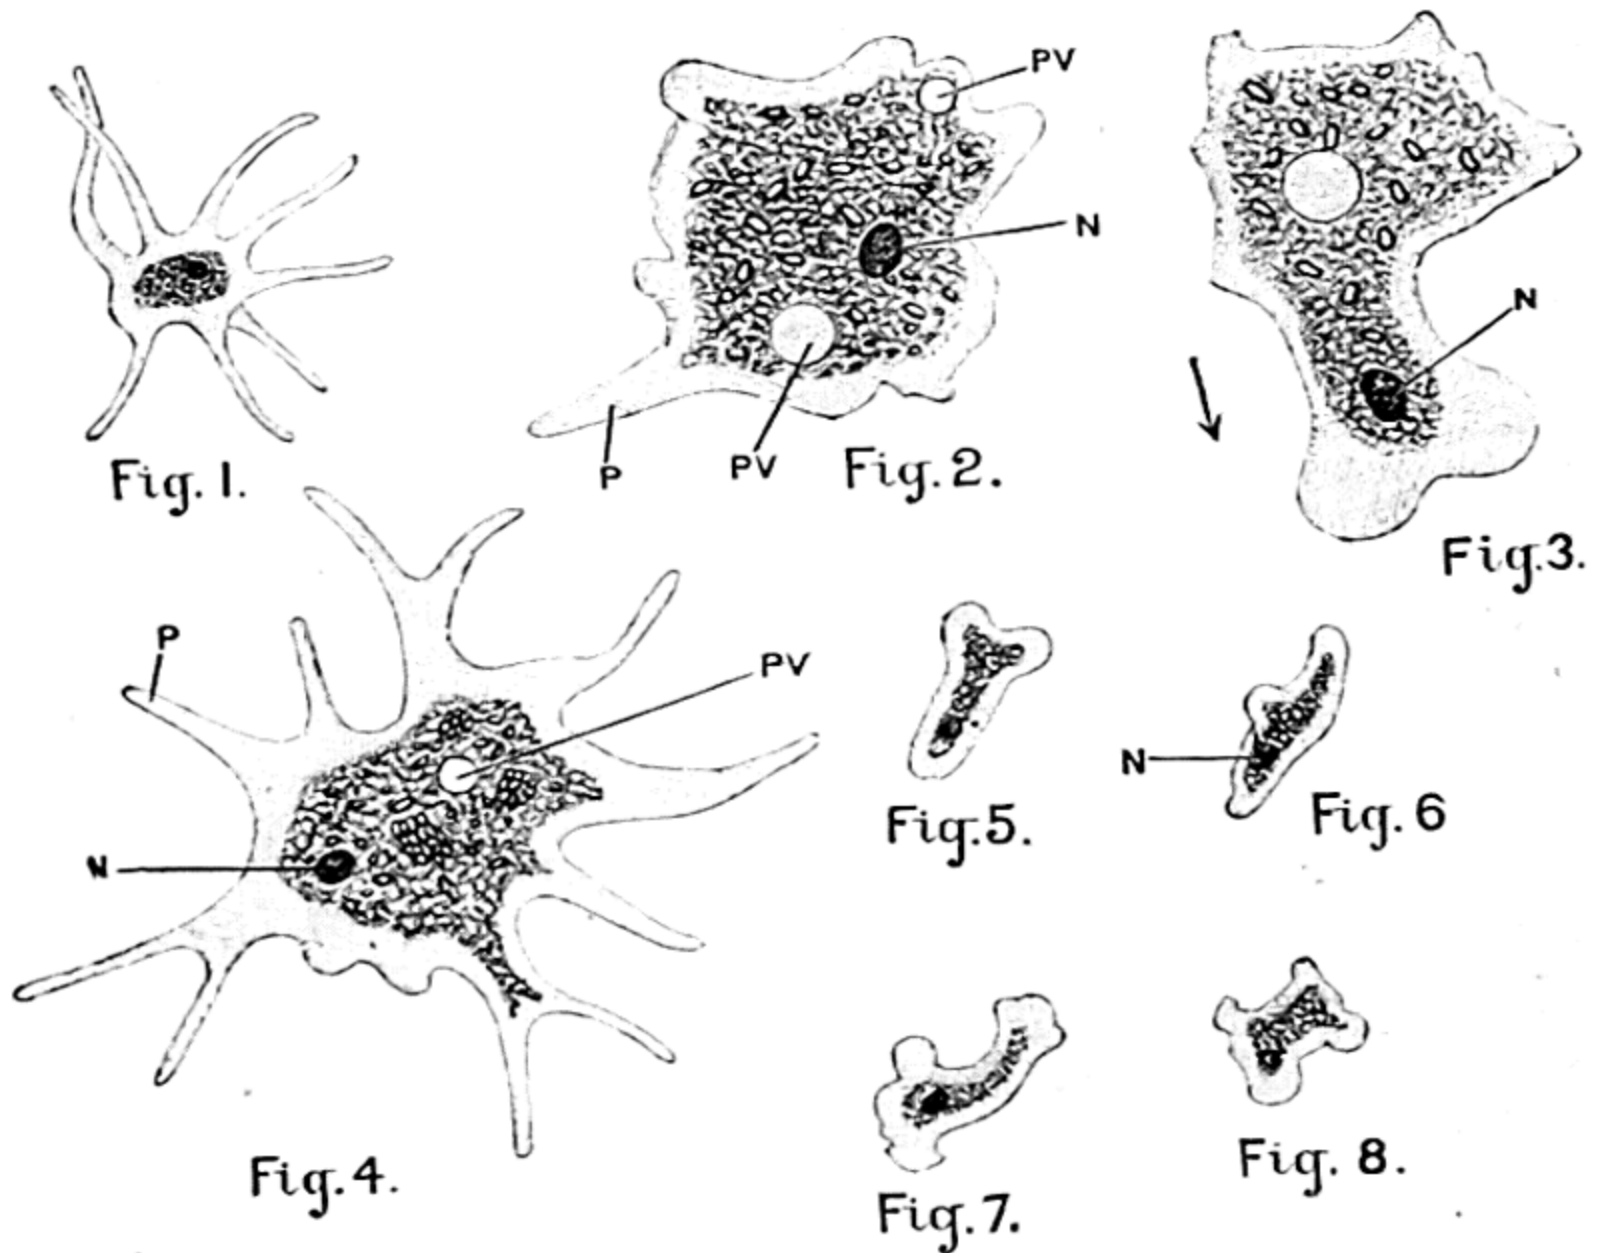 PV
N
N
P
PV
Fig. 1.
Fig. 2.
Fig. 3.
P
PV
N
N
Fig. 5.
Fig. 6
Fig. 4.
Fig. 7.
Fig. 8.